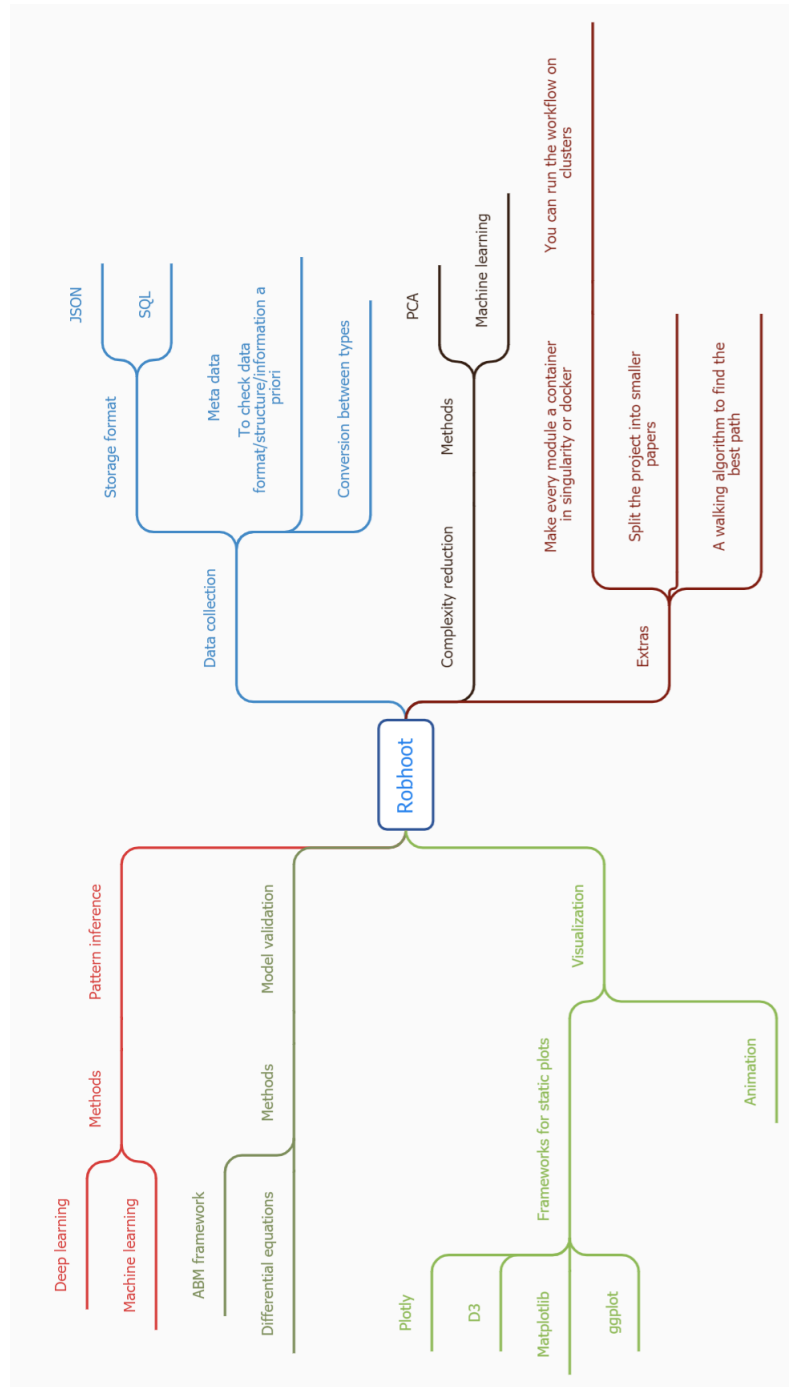 Robhoot
Data collection
Storage format
JSON
SQL
Meta data
To check data
format/structure/information a
priori
Conversion between types
Complexity reduction
Methods
PCA
Machine learning
Extras
Make every module a container
in singularity or docker
You can run the workflow on
clusters
Split the project into smaller
papers
A walking algorithm to find the
best path
Pattern inference
Methods
Deep learning
Machine learning
Model validation
Methods
ABM framework
Differential equations
Visualization
Frameworks for static plots
Plotly
D3
Matplotlib
ggplot
Animation